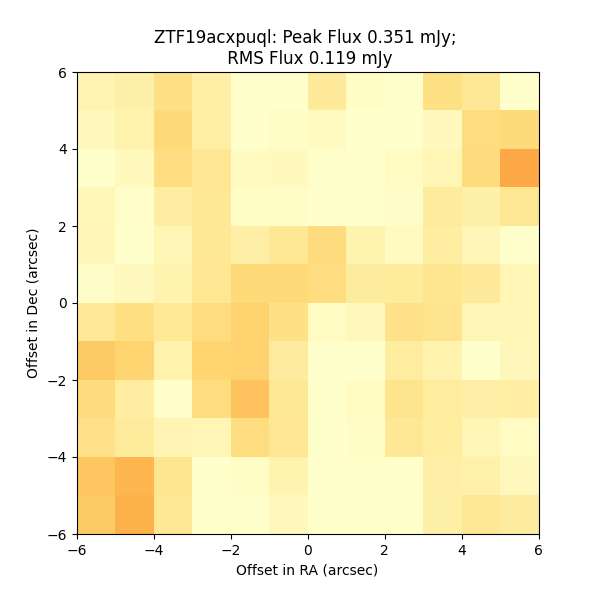 ZTF19acxpuql: Peak Flux 0.351 mJy;
RMS Flux 0.119 mJy
6
4
2
0
−2
−4
−6
Offset in Dec (arcsec)
−6 −4 −2 0 2 4 6
Offset in RA (arcsec)